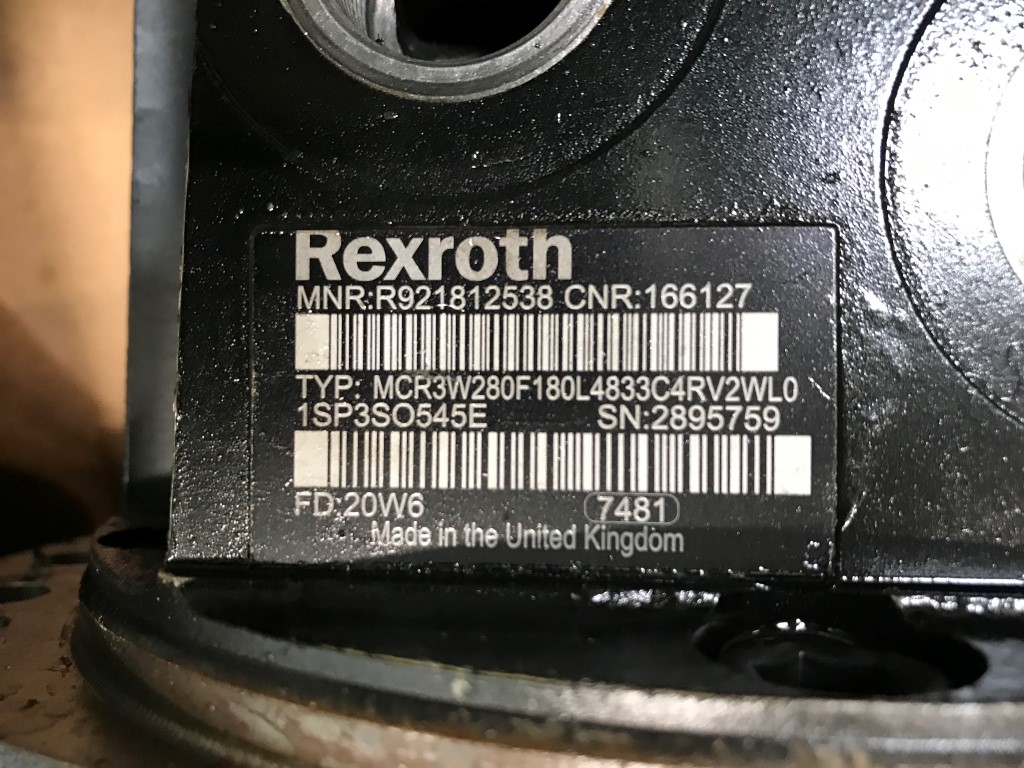 Rexroth
MNR:R921812538 CNR:166127
TYP: MCR3W280F180L4833C4RV2WL0
1SP3SO545E SN:2895759
FD:20W6 7481
Made in the United Kingdom